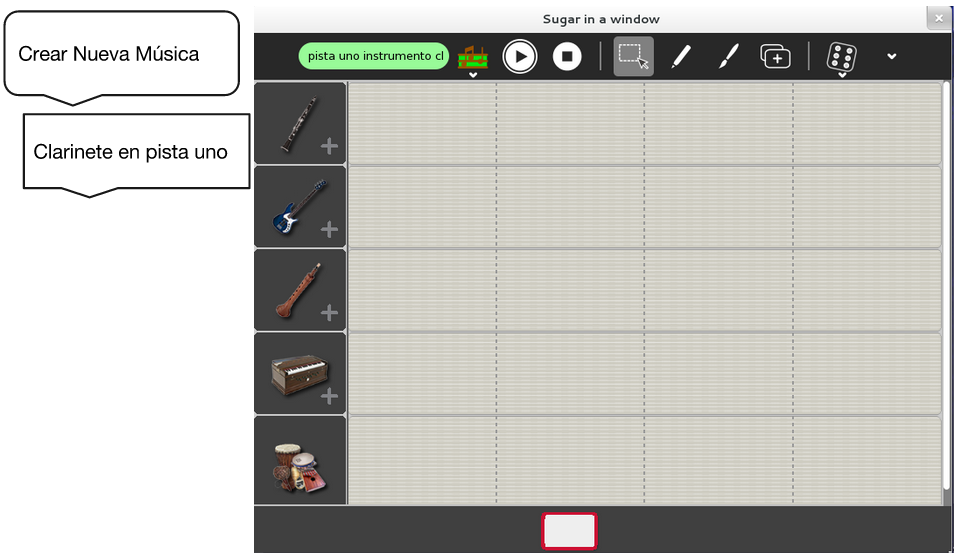 Sugar in a window
Crear Nueva Música
pista uno instrumento cl
Clarinete en pista uno